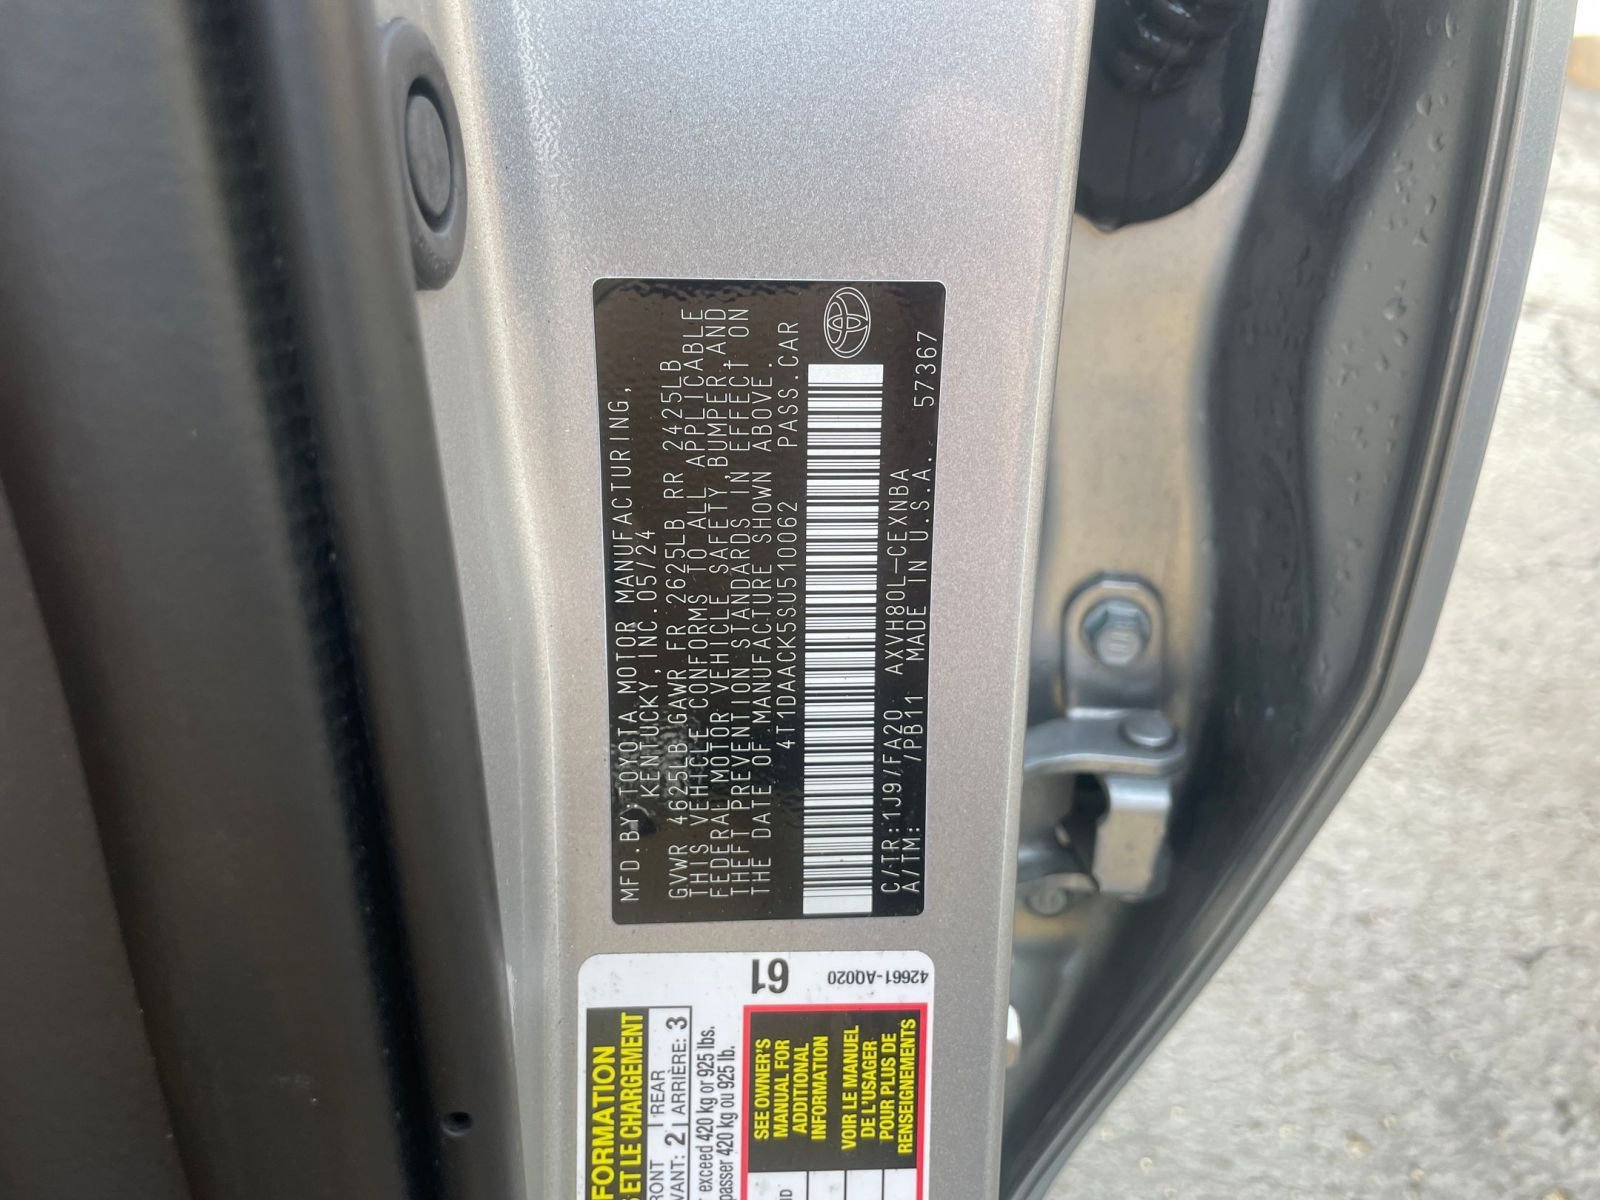 MFD.BY:TOYOTA MOTOR MANUFACTURING,
KENTUCKY, INC. 05/24
GVWR 4625LB GAWR FR 2625LB RR 2425LB
THIS VEHICLE CONFORMS TO ALL APPLICABLE
FEDERAL MOTOR VEHICLE SAFETY, BUMPER, AND
THEFT PREVENTION STANDARDS IN EFFECT ON
THE DATE OF MANUFACTURE SHOWN ABOVE.
4T1DAACK5SU510062 PASS.CAR
C/TR:1J9/FA20 AXVH80L-CEXNBA
A/TM: /PB11 MADE IN U.S.A. 57367
61
42661-AQ020
FORMATION
S ET LE CHARGEMENT
RONT 2 REAR 3
VANT: ARRIÈRE:
r exceed 420 kg or 925 lbs.
passer 420 kg ou 925 lb.
SEE OWNER'S
MANUAL FOR
ADDITIONAL
INFORMATION
VOIR LE MANUEL
DE L'USAGER
POUR PLUS DE
RENSEIGNEMENTS